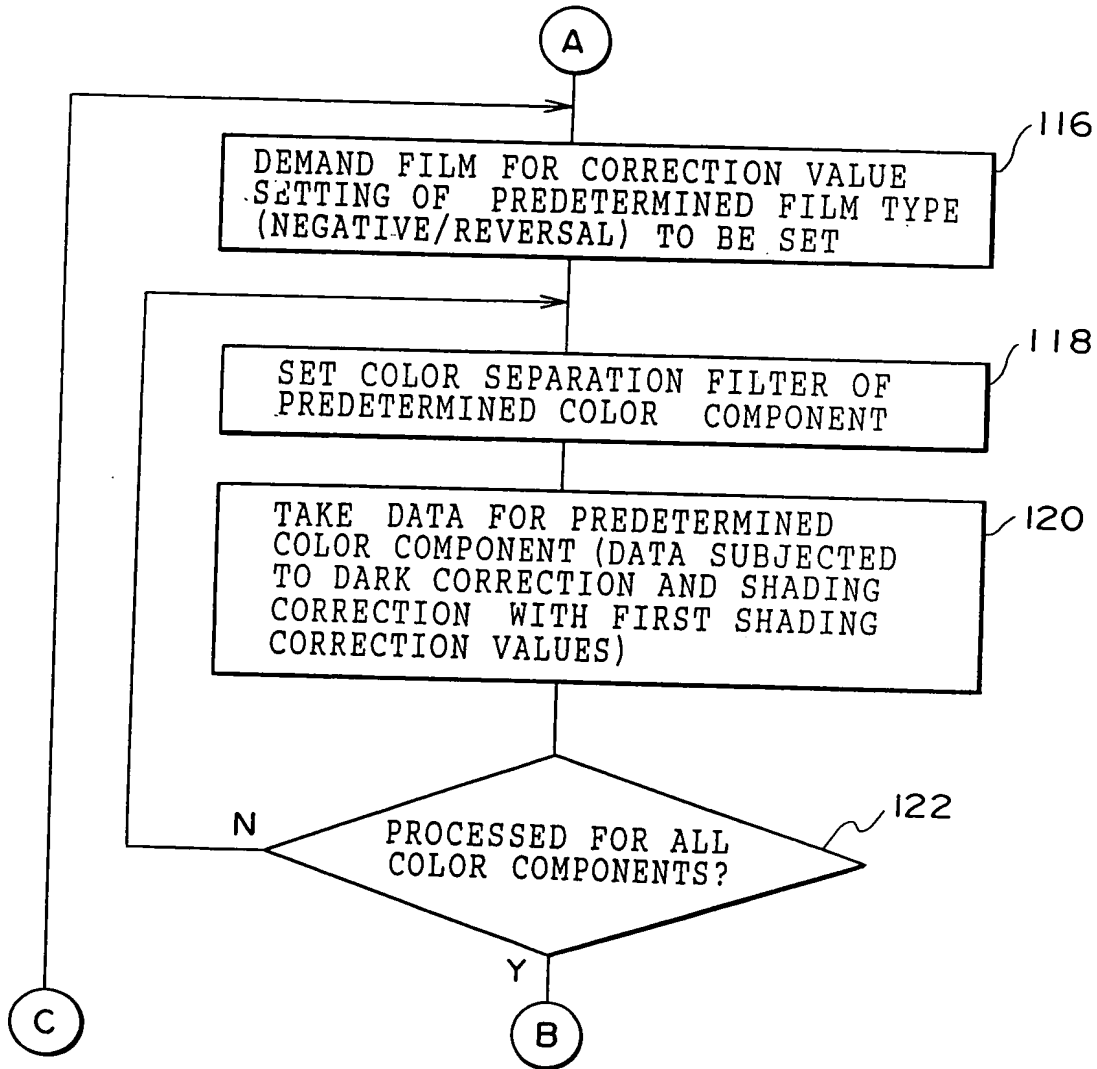 A
116
DEMAND FILM FOR CORRECTION VALUE
SETTING OF PREDETERMINED FILM TYPE
(NEGATIVE/REVERSAL) TO BE SET
118
SET COLOR SEPARATION FILTER OF
PREDETERMINED COLOR COMPONENT
120
TAKE DATA FOR PREDETERMINED
COLOR COMPONENT (DATA SUBJECTED
TO DARK CORRECTION AND SHADING
CORRECTION WITH FIRST SHADING
CORRECTION VALUES)
122
N
PROCESSED FOR ALL
COLOR COMPONENTS?
Y
C
B